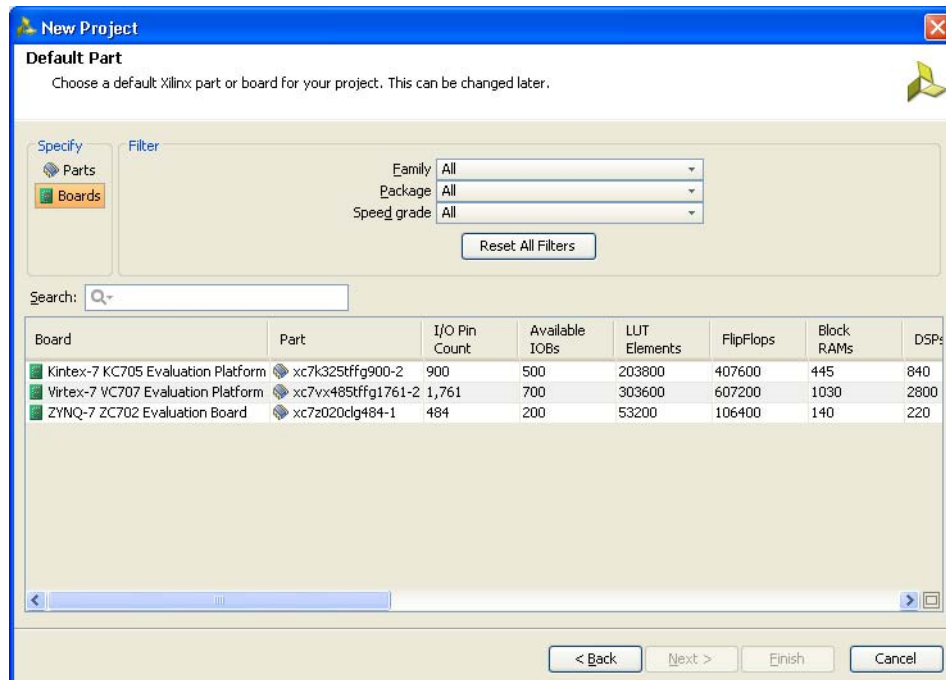 New Project
Default Part
Choose a default Xilinx part or board for your project. This can be changed later.
Specify
Filter
Parts
Boards
Family All
Package All
Speed grade All
Reset All Filters
Search:
Board Part I/O Pin Count Available IOBs LUT Elements FlipFlops Block RAMs DSPs
Kintex-7 KC705 Evaluation Platform xc7k325tffg900-2 900 500 203800 407600 445 840
Virtex-7 VC707 Evaluation Platform xc7vx485tffg1761-2 1,761 700 303600 607200 1030 2800
ZYNQ-7 ZC702 Evaluation Board xc7z020clg484-1 484 200 53200 106400 140 220
< Back Next > Finish Cancel